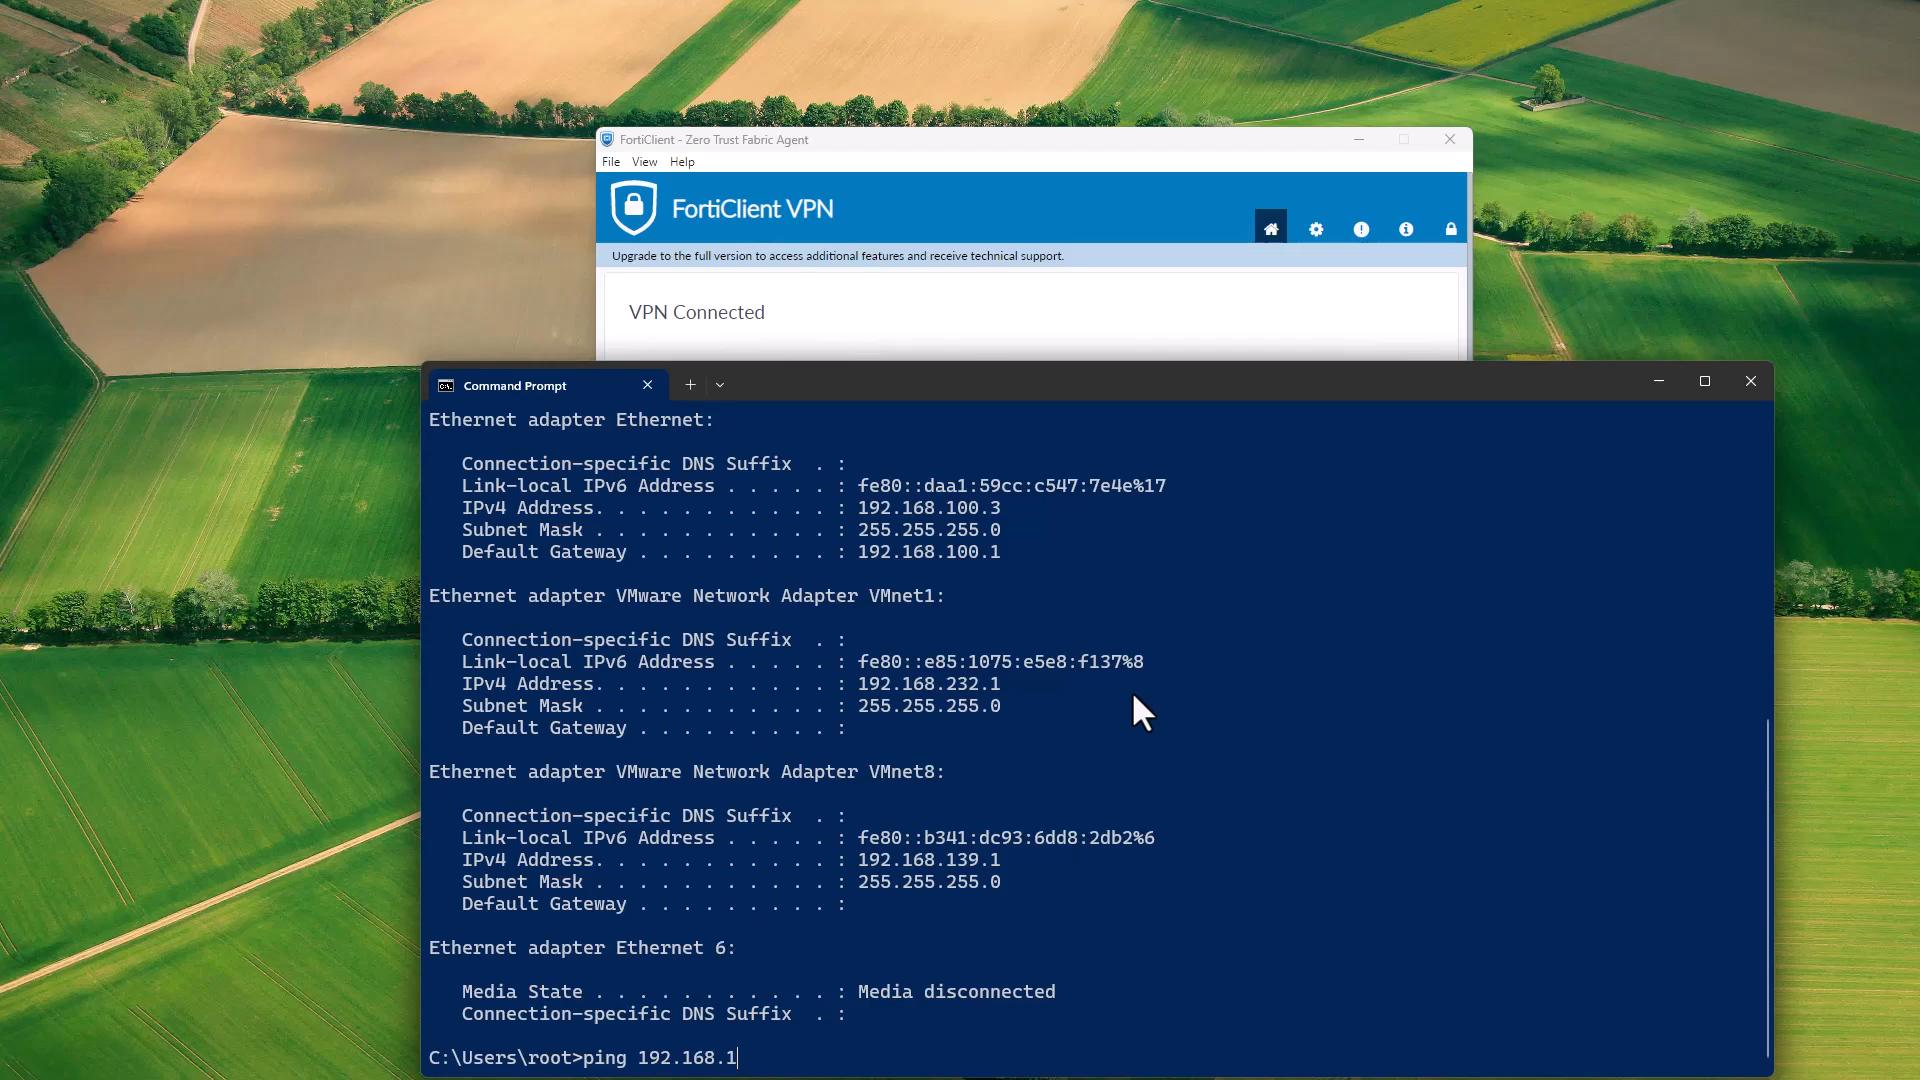 FortiClient - Zero Trust Fabric Agent
File View Help
FortiClient VPN
Upgrade to the full version to access additional features and receive technical support.
VPN Connected
Command Prompt
Ethernet adapter Ethernet:
Connection-specific DNS Suffix  . :
Link-local IPv6 Address . . . . . : fe80::daa1:59cc:c547:7e4e%17
IPv4 Address. . . . . . . . . . . : 192.168.100.3
Subnet Mask . . . . . . . . . . . : 255.255.255.0
Default Gateway . . . . . . . . . : 192.168.100.1
Ethernet adapter VMware Network Adapter VMnet1:
Connection-specific DNS Suffix  . :
Link-local IPv6 Address . . . . . : fe80::e85:1075:e5e8:f137%8
IPv4 Address. . . . . . . . . . . : 192.168.232.1
Subnet Mask . . . . . . . . . . . : 255.255.255.0
Default Gateway . . . . . . . . . :
Ethernet adapter VMware Network Adapter VMnet8:
Connection-specific DNS Suffix  . :
Link-local IPv6 Address . . . . . : fe80::b341:dc93:6dd8:2db2%6
IPv4 Address. . . . . . . . . . . : 192.168.139.1
Subnet Mask . . . . . . . . . . . : 255.255.255.0
Default Gateway . . . . . . . . . :
Ethernet adapter Ethernet 6:
Media State . . . . . . . . . . . : Media disconnected
Connection-specific DNS Suffix  . :
C:\Users\root>ping 192.168.1